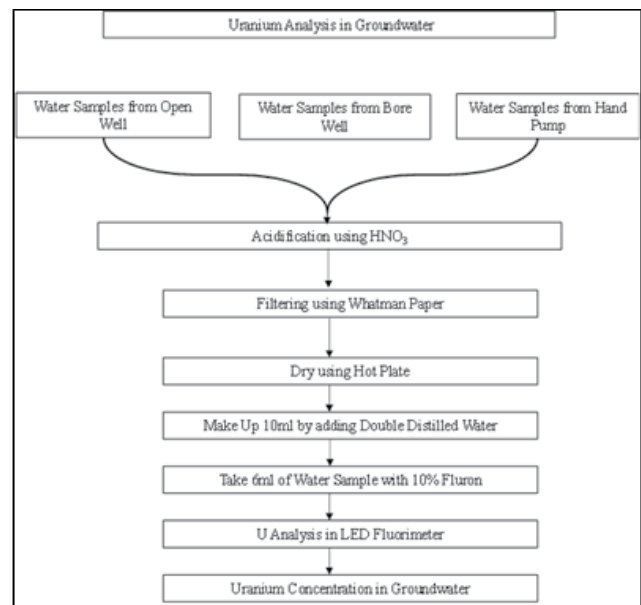 Uranium Analysis in Groundwater
Water Samples from Open
Well
Water Samples from Bore
Well
Water Samples from Hand
Pump
Acidification using HNO₃
Filtering using Whatman Paper
Dry using Hot Plate
Make Up 10ml by adding Double Distilled Water
Take 6ml of Water Sample with 10% Fluron
U Analysis in LED Fluorimeter
Uranium Concentration in Groundwater